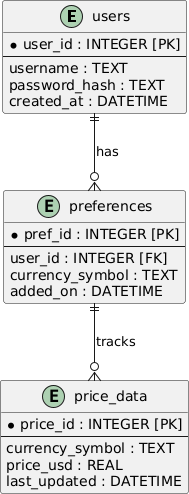 E users
* user_id : INTEGER [PK]
username : TEXT
password_hash : TEXT
created_at : DATETIME
has
E preferences
* pref_id : INTEGER [PK]
user_id : INTEGER [FK]
currency_symbol : TEXT
added_on : DATETIME
tracks
E price_data
* price_id : INTEGER [PK]
currency_symbol : TEXT
price_usd : REAL
last_updated : DATETIME